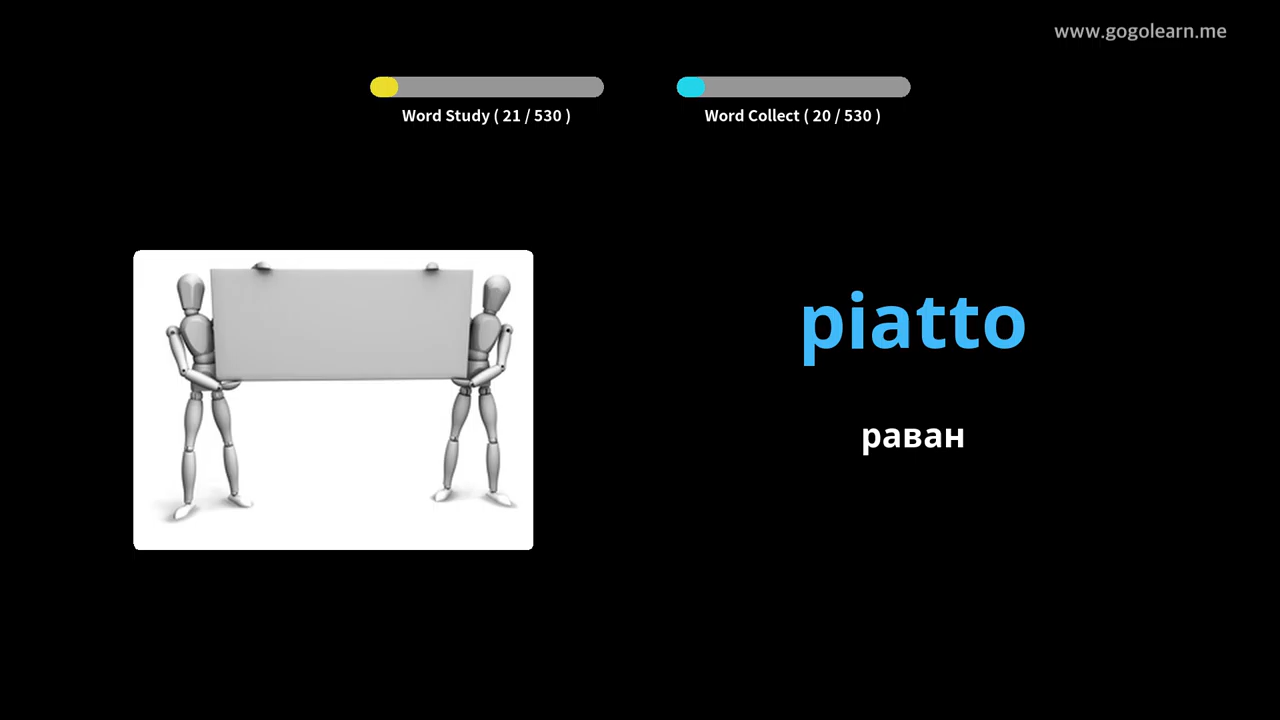 www.gogolearn.me
Word Study ( 21 / 530 )
Word Collect ( 20 / 530 )
piatto
раван